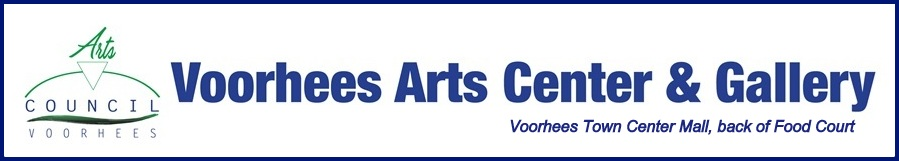 Arts
COUNCIL
VOORHEES
Voorhees Arts Center & Gallery
Voorhees Town Center Mall, back of Food Court